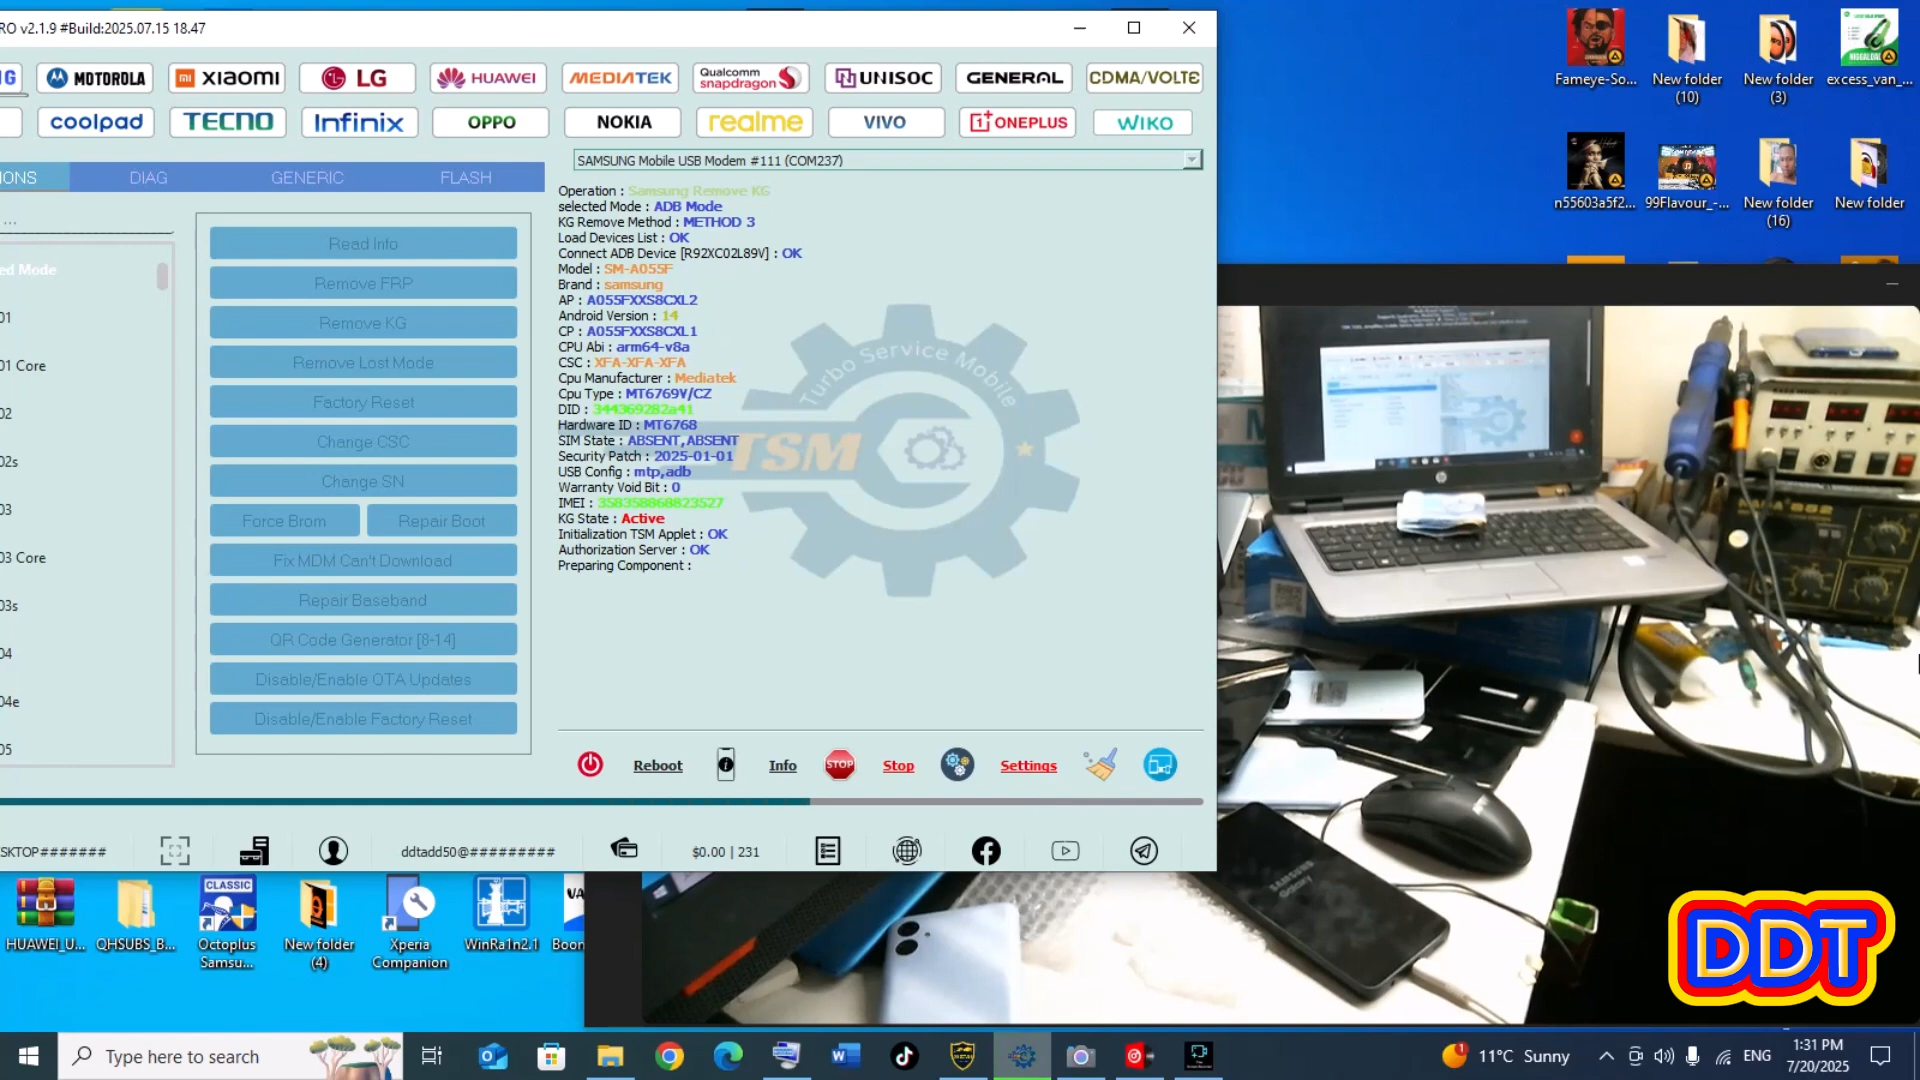 RO v2.1.9 #Build:2025.07.15 18.47
MOTOROLA
xiaomi
LG
HUAWEI
MEDIATEK
Qualcomm snapdragon
UNISOC
GENERAL
CDMA/VOLTE
coolpad
TECNO
Infinix
OPPO
NOKIA
realme
VIVO
ONEPLUS
WIKO
IONS
DIAG
GENERIC
FLASH
SAMSUNG Mobile USB Modem #111 (COM237)
...
ed Mode
01
01 Core
02
02s
03
03 Core
03s
04
04e
05
Read Info
Remove FRP
Remove KG
Remove Lost Mode
Factory Reset
Change CSC
Change SN
Force Brom
Repair Boot
Fix MDM Can't Download
Repair Baseband
QR Code Generator [8-14]
Disable/Enable OTA Updates
Disable/Enable Factory Reset
Operation : Samsung Remove KG
selected Mode : ADB Mode
KG Remove Method : METHOD 3
Load Devices List : OK
Connect ADB Device [R92XC02L89V] : OK
Model : SM-A055F
Brand : samsung
AP : A055FXXS8CXL2
Android Version : 14
CP : A055FXXS8CXL1
CPU Abi : arm64-v8a
CSC : XFA-XFA-XFA
Cpu Manufacturer : Mediatek
Cpu Type : MT6769V/CZ
DID : 344369282a41
Hardware ID : MT6768
SIM State : ABSENT,ABSENT
Security Patch : 2025-01-01
USB Config : mtp,adb
Warranty Void Bit : 0
IMEI : 358358868823527
KG State : Active
Initialization TSM Applet : OK
Authorization Server : OK
Preparing Component :
Turbo Service Mobile
TSM
Reboot
Info
STOP
Stop
Settings
SKTOP#######
ddtadd50@#########
$0.00 | 231
Fameye-So...
New folder (10)
New folder (3)
excess_van_...
n55603a5f2...
99Flavour_-...
New folder (16)
New folder
SAMSUNG
Galaxy
DDT
HUAWEI_U...
QHSUBS_B...
CLASSIC
Octoplus Samsu...
New folder (4)
Xperia Companion
WinRa1n2.1
VA
Boon
Type here to search
1
11°C Sunny
ENG
1:31 PM
7/20/2025